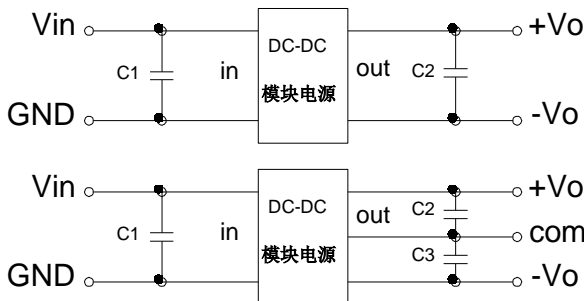 Vin DC-DC +Vo
C1 in 模块电源 out C2
GND -Vo
Vin DC-DC out C2 +Vo
C1 in 模块电源 C3 com
GND -Vo